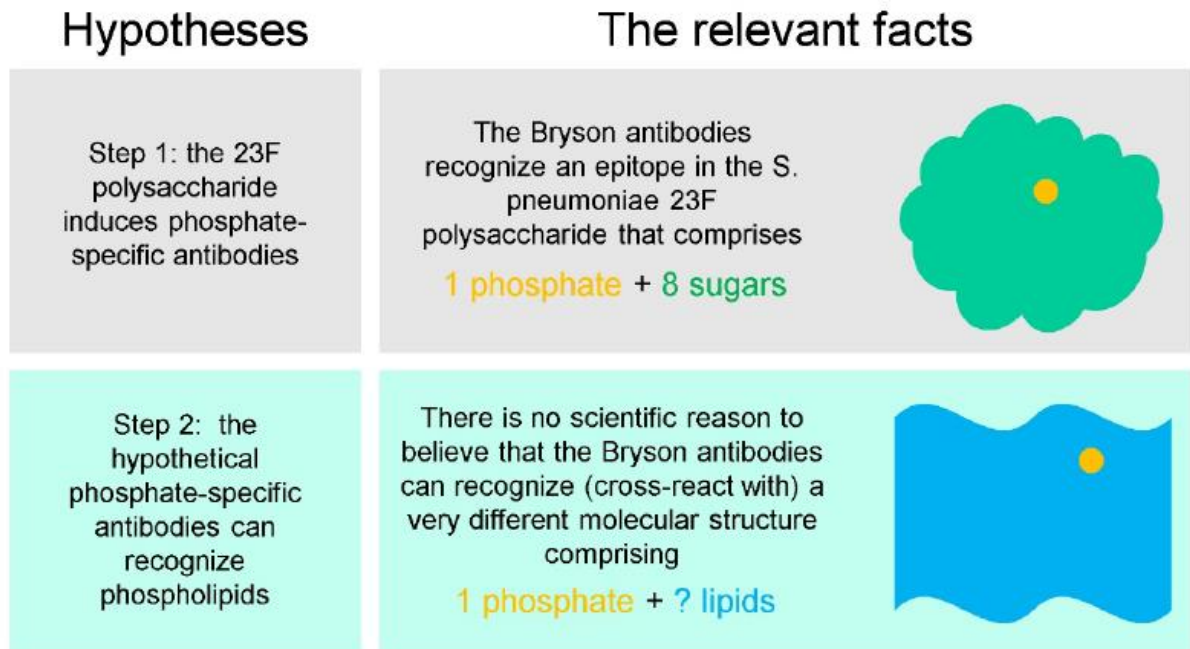 Hypotheses
The relevant facts
Step 1: the 23F
polysaccharide
induces phosphate-
specific antibodies
The Bryson antibodies
recognize an epitope in the S.
pneumoniae 23F
polysaccharide that comprises
1 phosphate + 8 sugars
Step 2: the
hypothetical
phosphate-specific
antibodies can
recognize
phospholipids
There is no scientific reason to
believe that the Bryson antibodies
can recognize (cross-react with) a
very different molecular structure
comprising
1 phosphate + ? lipids